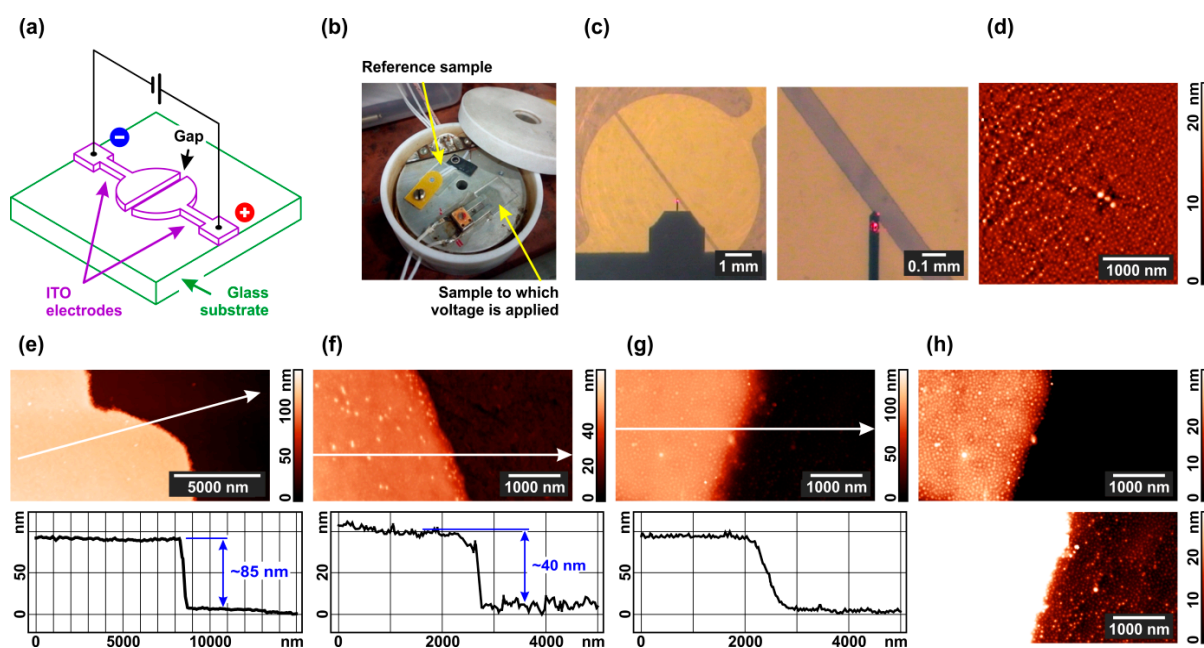 (a)
Gap
−
+
ITO
electrodes
Glass
substrate
(b)
Reference sample
Sample to which
voltage is applied
(c)
1 mm
0.1 mm
(d)
1000 nm
0 10 20 nm
(e)
5000 nm
0 50 100 nm
nm
50
0
~85 nm
0 5000 10000 nm
(f)
1000 nm
0 20 40 nm
nm
20
0
~40 nm
0 2000 4000 nm
(g)
1000 nm
0 50 100 nm
nm
50
0
0 2000 4000 nm
(h)
1000 nm
0 10 20 nm
1000 nm
0 10 20 nm